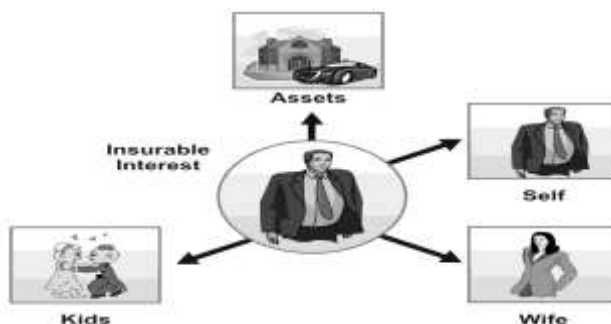 Assets
Insurable
Interest
Self
Kids
Wife